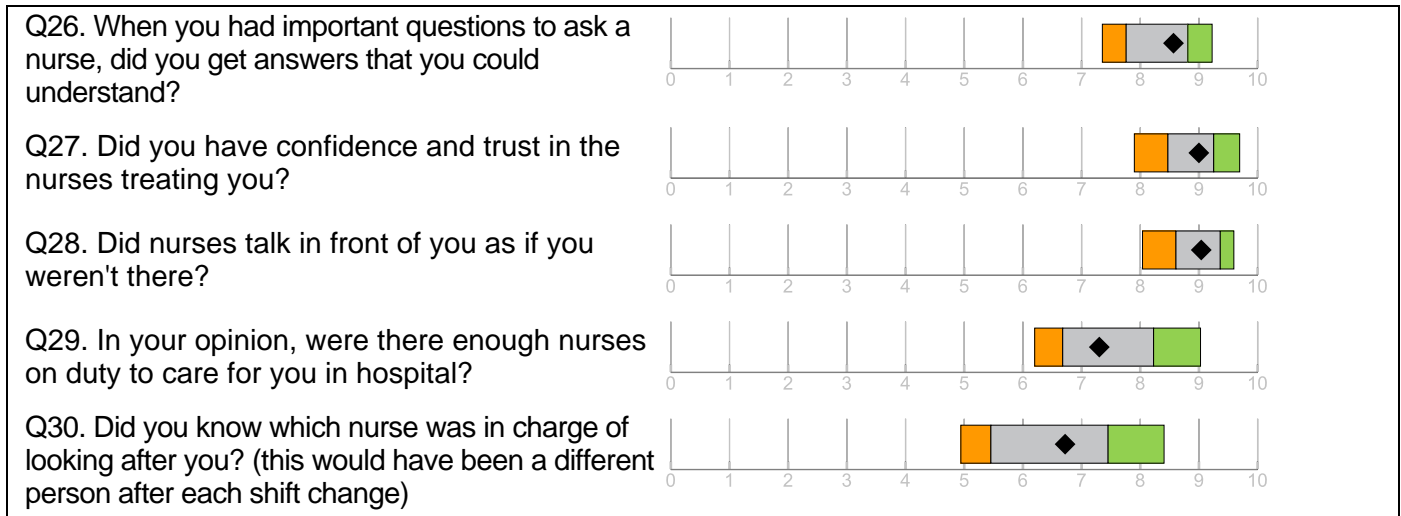 Q26. When you had important questions to ask a
nurse, did you get answers that you could
understand?
0 1 2 3 4 5 6 7 8 9 10
Q27. Did you have confidence and trust in the
nurses treating you?
0 1 2 3 4 5 6 7 8 9 10
Q28. Did nurses talk in front of you as if you
weren't there?
0 1 2 3 4 5 6 7 8 9 10
Q29. In your opinion, were there enough nurses
on duty to care for you in hospital?
0 1 2 3 4 5 6 7 8 9 10
Q30. Did you know which nurse was in charge of
looking after you? (this would have been a different
person after each shift change)
0 1 2 3 4 5 6 7 8 9 10